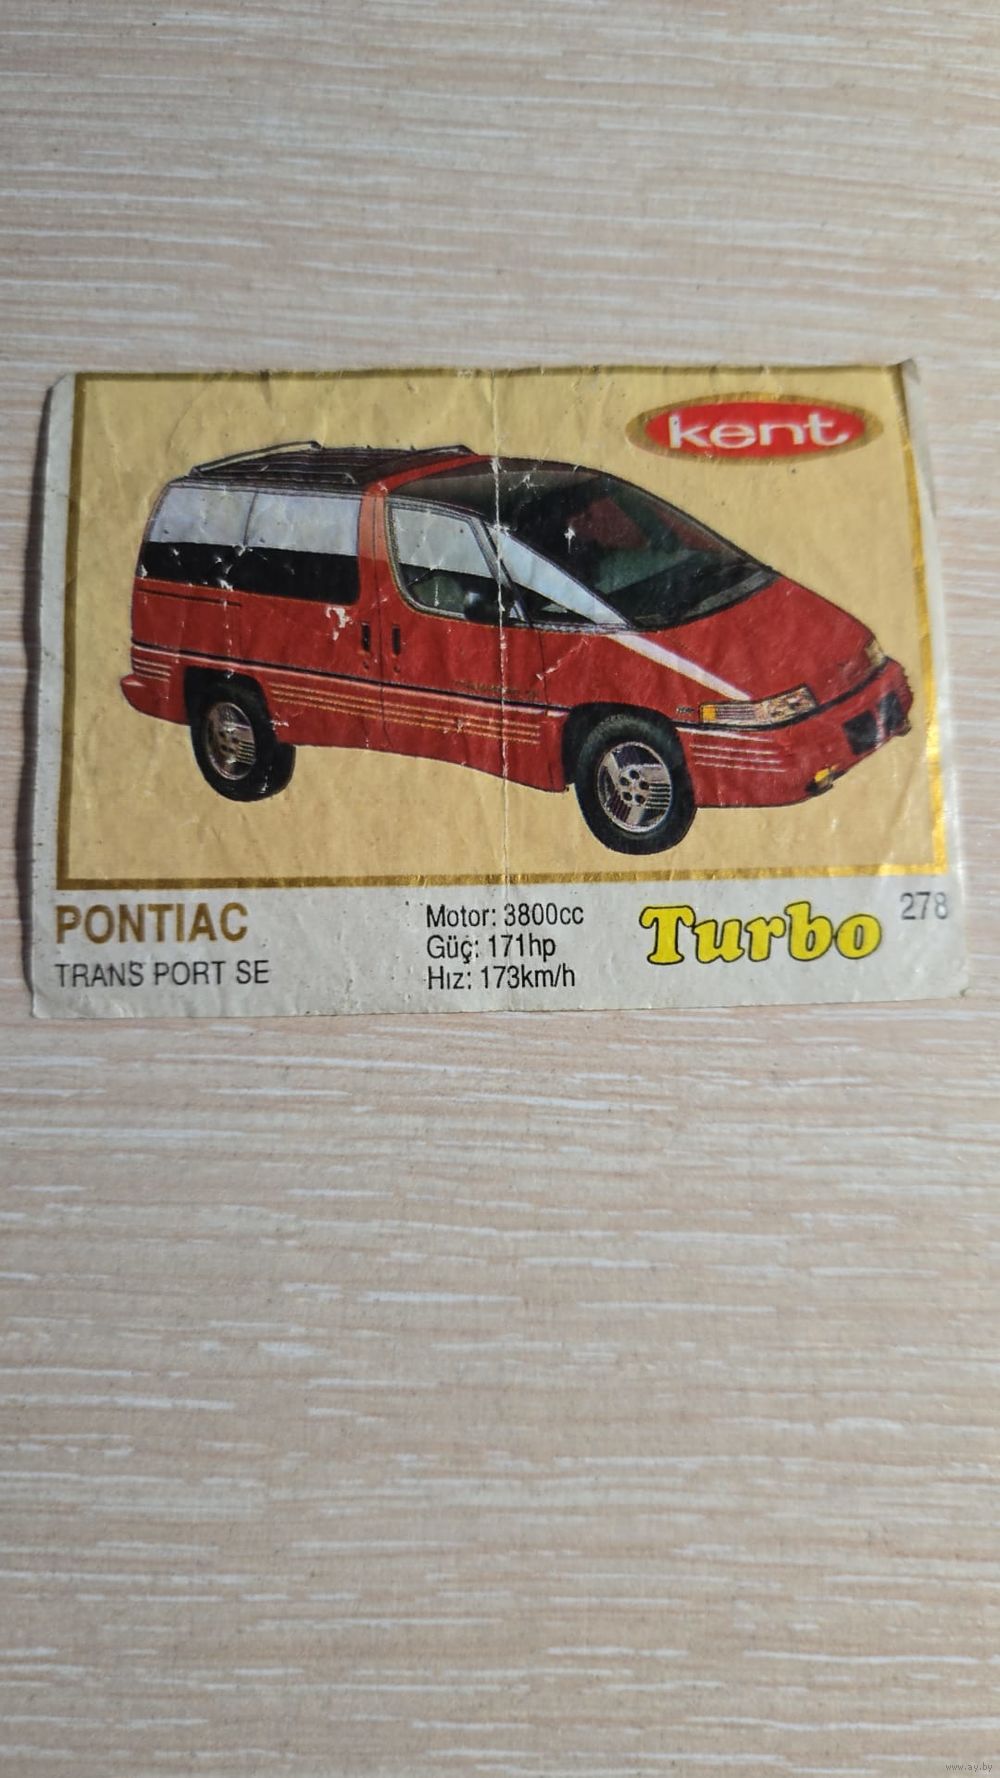 kent
PONTIAC
TRANS PORT SE
Motor: 3800cc
Güç: 171hp
Hız: 173km/h
Turbo
278
www.ay.by